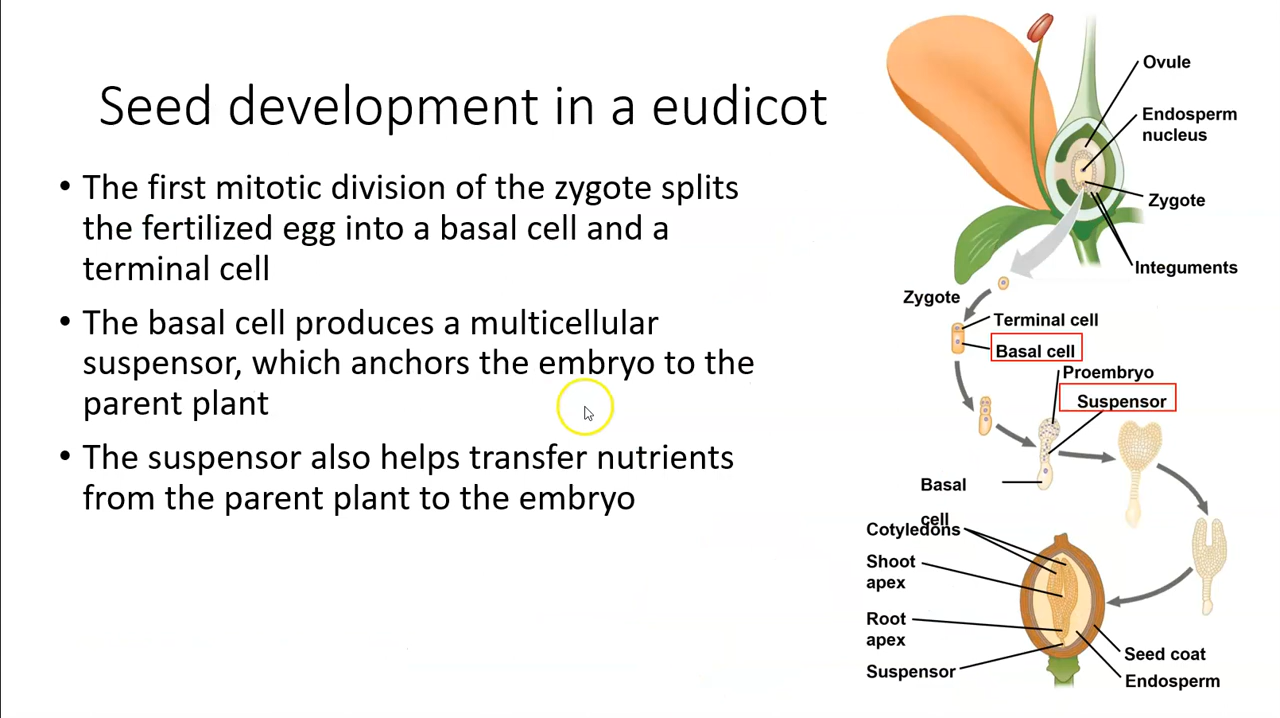 Seed development in a eudicot
• The first mitotic division of the zygote splits
the fertilized egg into a basal cell and a
terminal cell
• The basal cell produces a multicellular
suspensor, which anchors the embryo to the
parent plant
• The suspensor also helps transfer nutrients
from the parent plant to the embryo
Ovule
Endosperm
nucleus
Zygote
Integuments
Zygote
Terminal cell
Basal cell
Proembryo
Suspensor
Basal
cell
Cotyledons
Shoot
apex
Root
apex
Suspensor
Seed coat
Endosperm